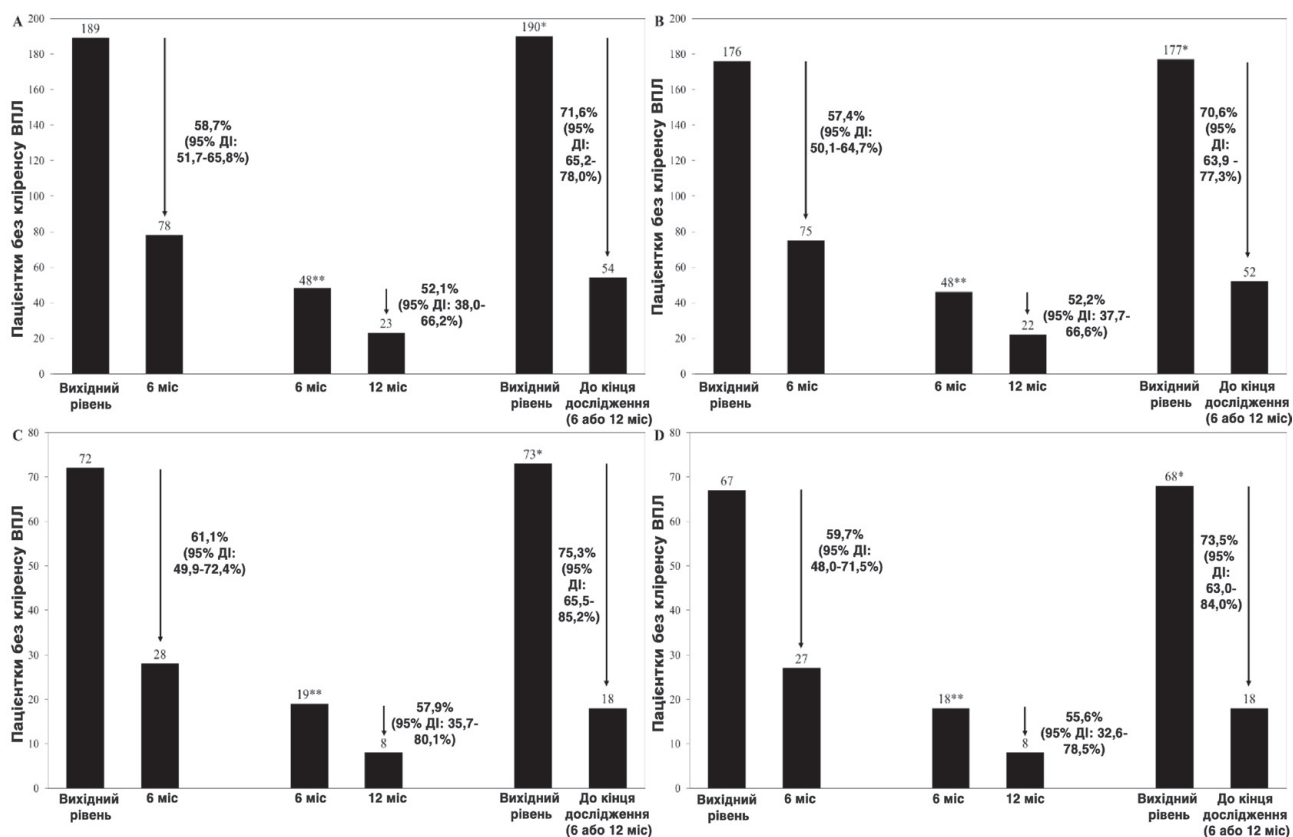 A
Пацієнтки без кліренсу ВПЛ
200
180
160
140
120
100
80
60
40
20
0
189
58,7%
(95% ДІ:
51,7-65,8%)
78
48**
52,1%
(95% ДІ: 38,0-
66,2%)
23
190*
71,6%
(95%
ДІ:
65,2-
78,0%)
54
Вихідний
рівень
6 міс
6 міс
12 міс
Вихідний
рівень
До кінця
дослідження
(6 або 12 міс)
B
Пацієнтки без кліренсу ВПЛ
200
180
160
140
120
100
80
60
40
20
0
176
57,4%
(95% ДІ:
50,1-64,7%)
75
48**
52,2%
(95% ДІ: 37,7-
66,6%)
22
177*
70,6%
(95%
ДІ:
63,9 -
77,3%)
52
Вихідний
рівень
6 міс
6 міс
12 міс
Вихідний
рівень
До кінця
дослідження
(6 або 12 міс)
C
Пацієнтки без кліренсу ВПЛ
80
70
60
50
40
30
20
10
0
72
61,1%
(95% ДІ:
49,9-72,4%)
28
19**
57,9%
(95% ДІ: 35,7-
80,1%)
8
73*
75,3%
(95%
ДІ:
65,5-
85,2%)
18
Вихідний
рівень
6 міс
6 міс
12 міс
Вихідний
рівень
До кінця
дослідження
(6 або 12 міс)
D
Пацієнтки без кліренсу ВПЛ
80
70
60
50
40
30
20
10
0
67
59,7%
(95% ДІ:
48,0-71,5%)
27
18**
55,6%
(95% ДІ: 32,6-
78,5%)
8
68*
73,5%
(95%
ДІ:
63,0-
84,0%)
18
Вихідний
рівень
6 міс
6 міс
12 міс
Вихідний
рівень
До кінця
дослідження
(6 або 12 міс)